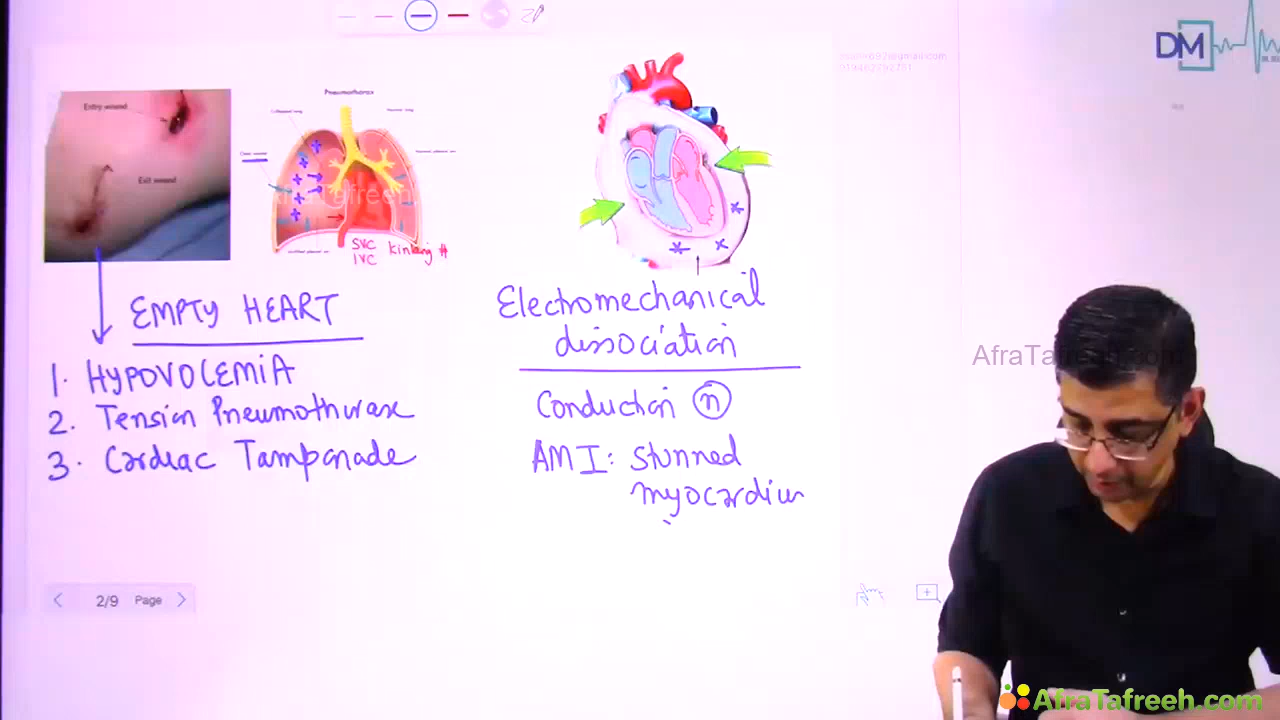 DM
Pneumothorax
Entry wound
Exit wound
AfraTafreeh
SVC
IVC
kinking #
EMPTY HEART
1. HYPOVOLEMIA
2. Tension Pneumothorax
3. Cardiac Tamponade
Electromechanical
dissociation
Conduction n
AMI: stunned
myocardium
AfraTafreeh.com
2/9 Page
AfraTafreeh.com